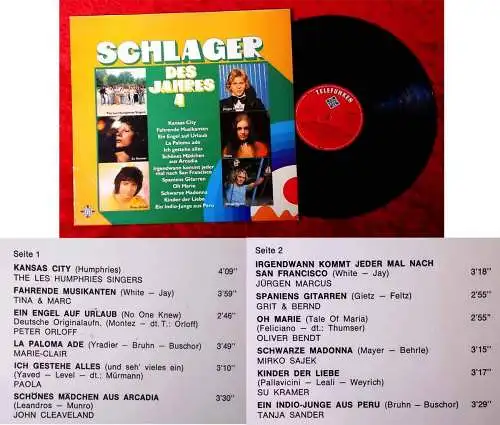 SCHLAGER
DES
JAHRES
4
Kansas City
Fahrende Musikanten
Ein Engel auf Urlaub
La Paloma ade
Ich gestehe alles
Schönes Mädchen
aus Arcadia
Irgendwann kommt jeder
mal nach San Francisco
Spaniens Gitarren
Oh Marie
Schwarze Madonna
Kinder der Liebe
Ein Indio-Junge aus Peru
TELEFUNKEN
Seite 1
KANSAS CITY (Humphries) 4'09"
THE LES HUMPHRIES SINGERS
FAHRENDE MUSIKANTEN (White – Jay) 3'59"
TINA & MARC
EIN ENGEL AUF URLAUB (No One Knew) 2'46"
Deutsche Originalaufn. (Montez – dt. T.: Orloff)
PETER ORLOFF
LA PALOMA ADE (Yradier – Bruhn – Buschor) 3'49"
MARIE-CLAIR
ICH GESTEHE ALLES (und seh' vieles ein) 3'10"
(Yaved – Level – dt.: Mürmann)
PAOLA
SCHÖNES MÄDCHEN AUS ARCADIA 3'30"
(Leandros – Munro)
JOHN CLEAVELAND
Seite 2
IRGENDWANN KOMMT JEDER MAL NACH
SAN FRANCISCO (White – Jay) 3'18"
JÜRGEN MARCUS
SPANIENS GITARREN (Gietz – Feltz) 2'55"
GRIT & BERND
OH MARIE (Tale Of Maria) 2'55"
(Feliciano – dt.: Thumser)
OLIVER BENDT
SCHWARZE MADONNA (Mayer – Behrle) 3'15"
MIRKO SAJEK
KINDER DER LIEBE 3'17"
(Pallavicini – Leali – Weyrich)
SU KRAMER
EIN INDIO-JUNGE AUS PERU (Bruhn – Buschor)
TANJA SANDER 3'29"